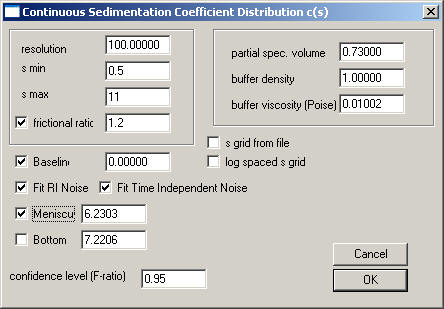 Continuous Sedimentation Coefficient Distribution c(s)
resolution 100.00000
s min 0.5
s max 11
frictional ratic 1.2
partial spec. volume 0.73000
buffer density 1.00000
buffer viscosity (Poise) 0.01002
s grid from file
log spaced s grid
Baseline 0.00000
Fit RI Noise Fit Time Independent Noise
Meniscu 6.2303
Bottom 7.2206
confidence level (F-ratio) 0.95
Cancel
OK